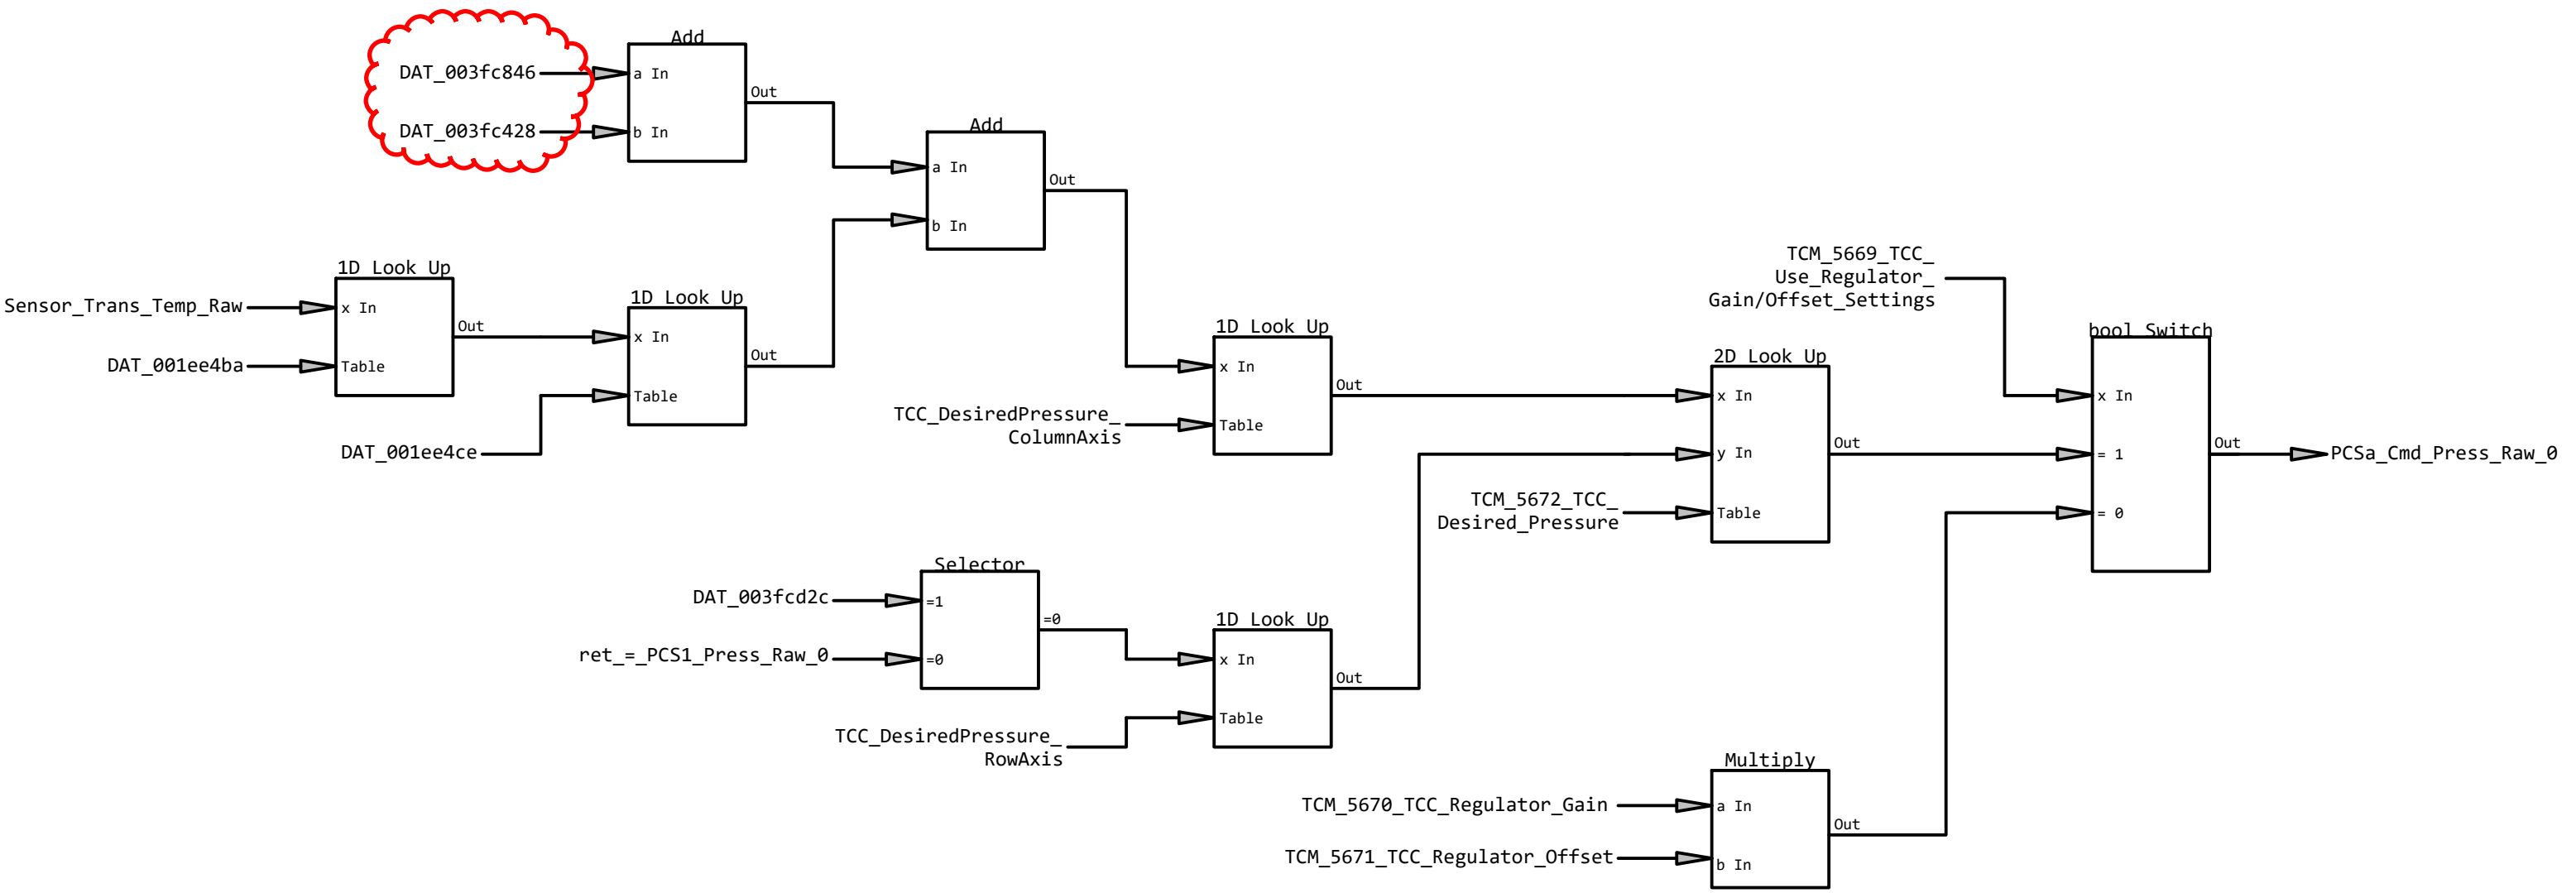 Add
DAT_003fc846
a In
Out
DAT_003fc428
b In
Add
a In
Out
b In
1D Look Up
Sensor_Trans_Temp_Raw
x In
Out
DAT_001ee4ba
Table
1D Look Up
x In
Out
Table
DAT_001ee4ce
1D Look Up
x In
Out
TCC_DesiredPressure_
ColumnAxis
Table
Selector
DAT_003fcd2c
=1
=0
ret_=_PCS1_Press_Raw_0
=0
1D Look Up
x In
Out
Table
TCC_DesiredPressure_
RowAxis
2D Look Up
x In
Out
y In
TCM_5672_TCC_
Desired_Pressure
Table
TCM_5669_TCC_
Use_Regulator_
Gain/Offset_Settings
bool Switch
x In
= 1
Out
PCSa_Cmd_Press_Raw_0
= 0
Multiply
TCM_5670_TCC_Regulator_Gain
a In
Out
TCM_5671_TCC_Regulator_Offset
b In